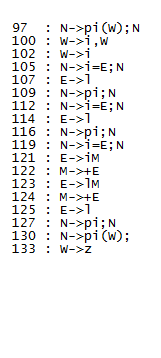 97  : N->pi(W);N
100 : W->i,W
102 : W->i
105 : N->i=E;N
107 : E->l
109 : N->pi;N
112 : N->i=E;N
114 : E->l
116 : N->pi;N
119 : N->i=E;N
121 : E->iM
122 : M->+E
123 : E->lM
124 : M->+E
125 : E->l
127 : N->pi;N
130 : N->pi(W);
133 : W->z